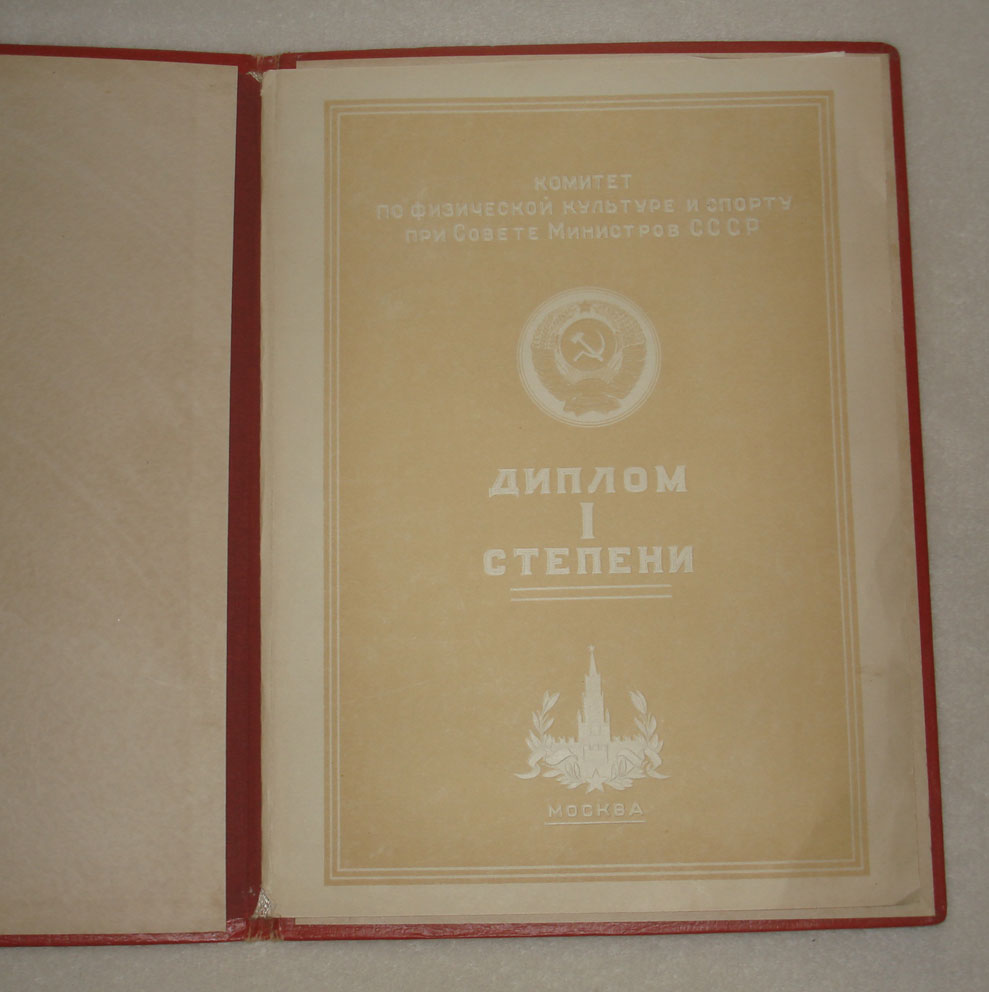 КОМИТЕТ
ПО ФИЗИЧЕСКОЙ КУЛЬТУРЕ И СПОРТУ
ПРИ СОВЕТЕ МИНИСТРОВ СССР
ДИПЛОМ
I
СТЕПЕНИ
МОСКВА